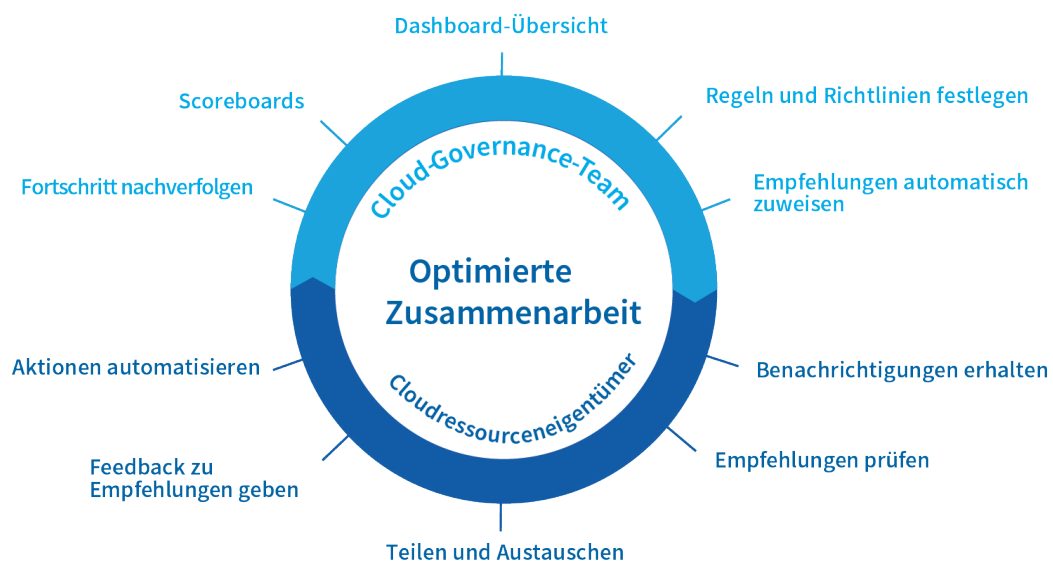 Dashboard-Übersicht
Scoreboards
Regeln und Richtlinien festlegen
Fortschritt nachverfolgen
Empfehlungen automatisch
zuweisen
Cloud-Governance-Team
Optimierte
Zusammenarbeit
Cloudressourceneigentümer
Aktionen automatisieren
Benachrichtigungen erhalten
Feedback zu
Empfehlungen geben
Empfehlungen prüfen
Teilen und Austauschen